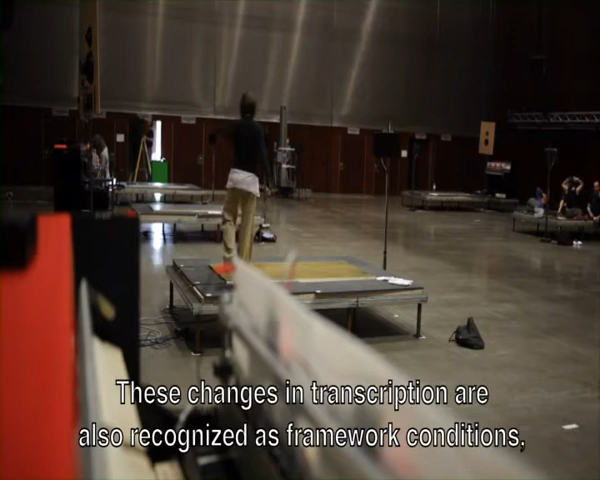 These changes in transcription are
also recognized as framework conditions,